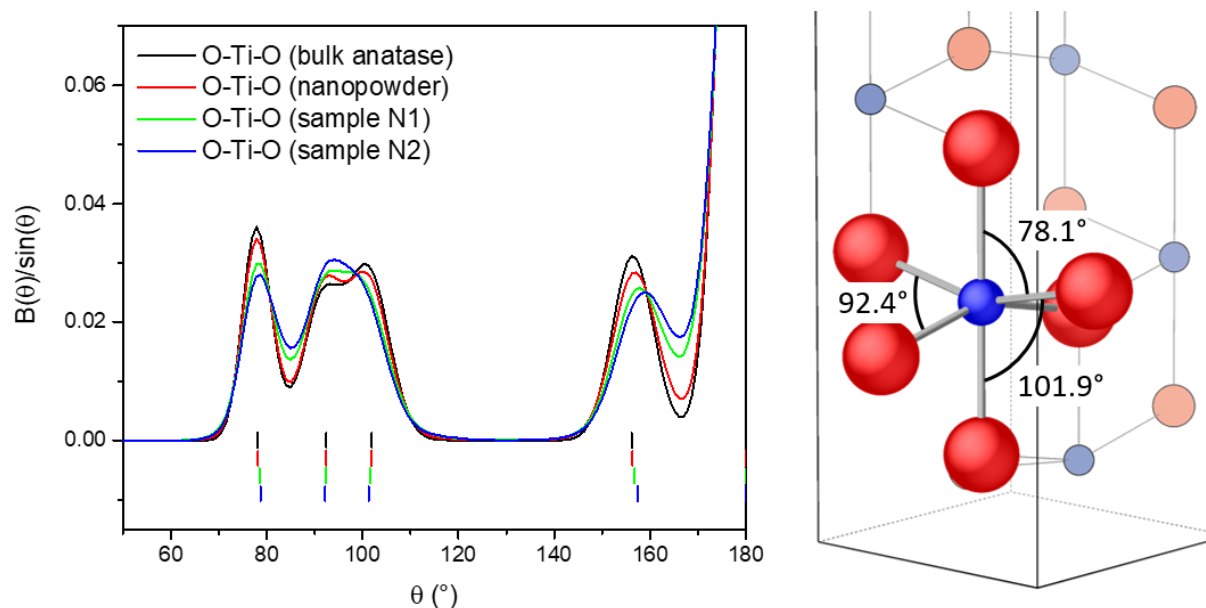 O-Ti-O (bulk anatase)
O-Ti-O (nanopowder)
O-Ti-O (sample N1)
O-Ti-O (sample N2)
B(θ)/sin(θ)
0.06
0.04
0.02
0.00
60 80 100 120 140 160 180
θ (°)
78.1°
92.4°
101.9°